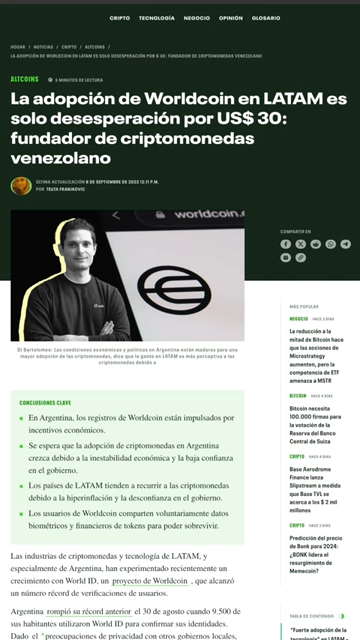 CRIPTO TECNOLOGÍA NEGOCIO OPINIÓN GLOSARIO
HOGAR / NOTICIAS / CRIPTO / ALTCOINS /
LA ADOPCIÓN DE WORLDCOIN EN LATAM ES SOLO DESESPERACIÓN POR $ 30: FUNDADOR DE CRIPTOMONEDAS VENEZOLANO
ALTCOINS 3 MINUTOS DE LECTURA
La adopción de Worldcoin en LATAM es
solo desesperación por US$ 30:
fundador de criptomonedas
venezolano
ÚLTIMA ACTUALIZACIÓN 8 DE SEPTIEMBRE DE 2023 12:11 P.M.
POR TEUTA FRANJKOVIC
worldcoin.
COMPARTIR EN
Di Bartolomeo: Las condiciones económicas y políticas en Argentina están maduras para una
mayor adopción de las criptomonedas, dice que la gente en LATAM es más perceptiva a las
criptomonedas debido a
CONCLUSIONES CLAVE
En Argentina, los registros de Worldcoin están impulsados por
incentivos económicos.
Se espera que la adopción de criptomonedas en Argentina
crezca debido a la inestabilidad económica y la baja confianza
en el gobierno.
Los países de LATAM tienden a recurrir a las criptomonedas
debido a la hiperinflación y la desconfianza en el gobierno.
Los usuarios de Worldcoin comparten voluntariamente datos
biométricos y financieros de tokens para poder sobrevivir.
Las industrias de criptomonedas y tecnología de LATAM, y
especialmente de Argentina, han experimentado recientemente un
crecimiento con World ID, un proyecto de Worldcoin , que alcanzó
un número récord de verificaciones de usuarios.
Argentina rompió su récord anterior el 30 de agosto cuando 9.500 de
sus habitantes utilizaron World ID para confirmar sus identidades.
Dado el "preocupaciones de privacidad con otros gobiernos locales,
MÁS POPULAR
NEGOCIO HACE 2 DÍAS
La reducción a la
mitad de Bitcoin hace
que las acciones de
Microstrategy
aumenten, pero la
competencia de ETF
amenaza a MSTR
BITCOIN HACE 4 DÍAS
Bitcoin necesita
100.000 firmas para
la votación de la
Reserva del Banco
Central de Suiza
CRIPTO HACE 4 DÍAS
Base Aerodrome
Finance lanza
Slipstream a medida
que Base TVL se
acerca a los $ 2 mil
millones
CRIPTO HACE 2 DÍAS
Predicción del precio
de Bonk para 2024:
¿BONK lidera el
resurgimiento de
Memecoin?
TABLA DE CONTENIDO
"Fuerte adopción de la